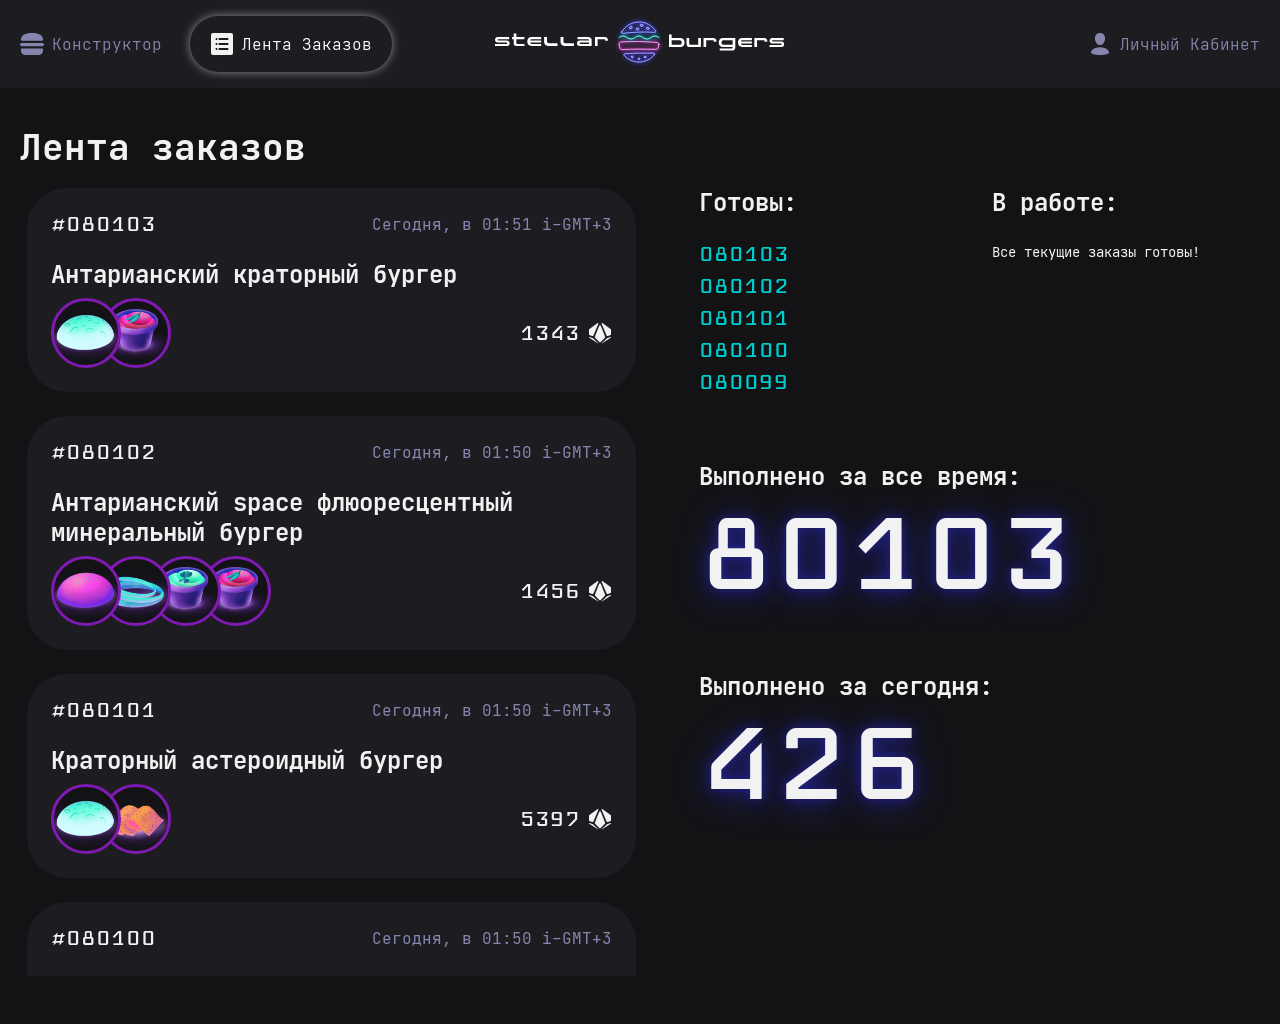 Конструктор
Лента Заказов
stellar burgers
Личный Кабинет
Лента заказов
#080103
Сегодня, в 01:51 i-GMT+3
Антарианский краторный бургер
1343
#080102
Сегодня, в 01:50 i-GMT+3
Антарианский space флюоресцентный
минеральный бургер
1456
#080101
Сегодня, в 01:50 i-GMT+3
Краторный астероидный бургер
5397
#080100
Сегодня, в 01:50 i-GMT+3
Готовы:
080103
080102
080101
080100
080099
В работе:
Все текущие заказы готовы!
Выполнено за все время:
80103
Выполнено за сегодня:
426